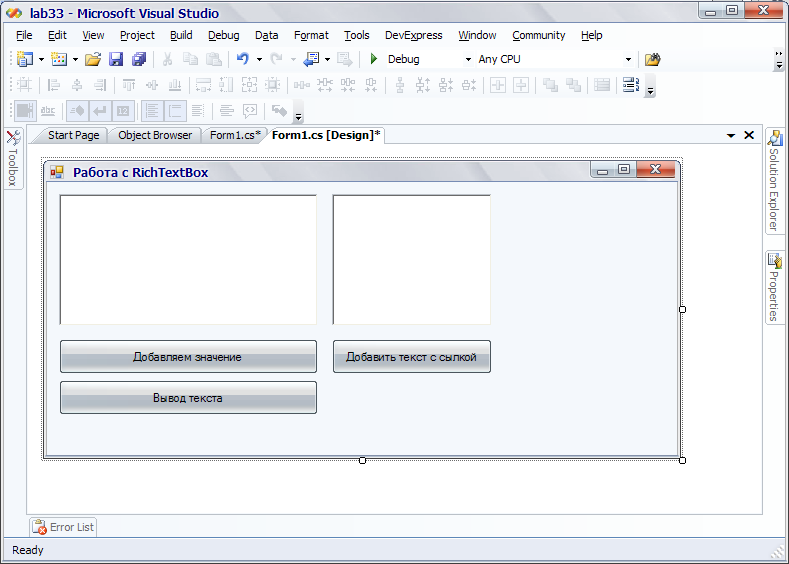 lab33 - Microsoft Visual Studio
File Edit View Project Build Debug Data Format Tools DevExpress Window Community Help
Debug Any CPU
abc
Start Page Object Browser Form1.cs* Form1.cs [Design]*
Toolbox
Работа с RichTextBox
Добавляем значение Добавить текст с сылкой
Вывод текста
Solution Explorer
Properties
Error List
Ready